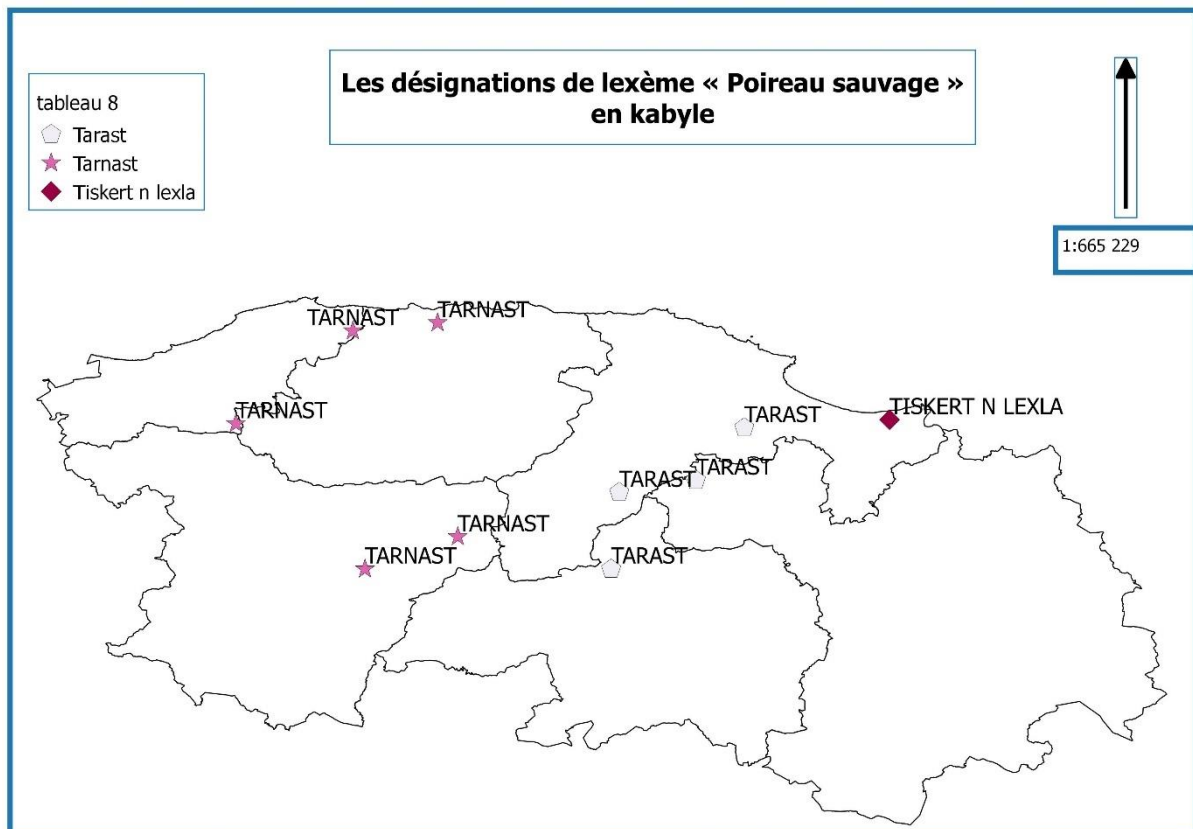 Les désignations de lexème « Poireau sauvage »
en kabyle
tableau 8
Tarast
Tarnast
Tiskert n lexla
1:665 229
TARNAST
TARNAST
TARNAST
TISKERT N LEXLA
TARAST
TARAST
TARAST
TARNAST
TARNAST
TARAST